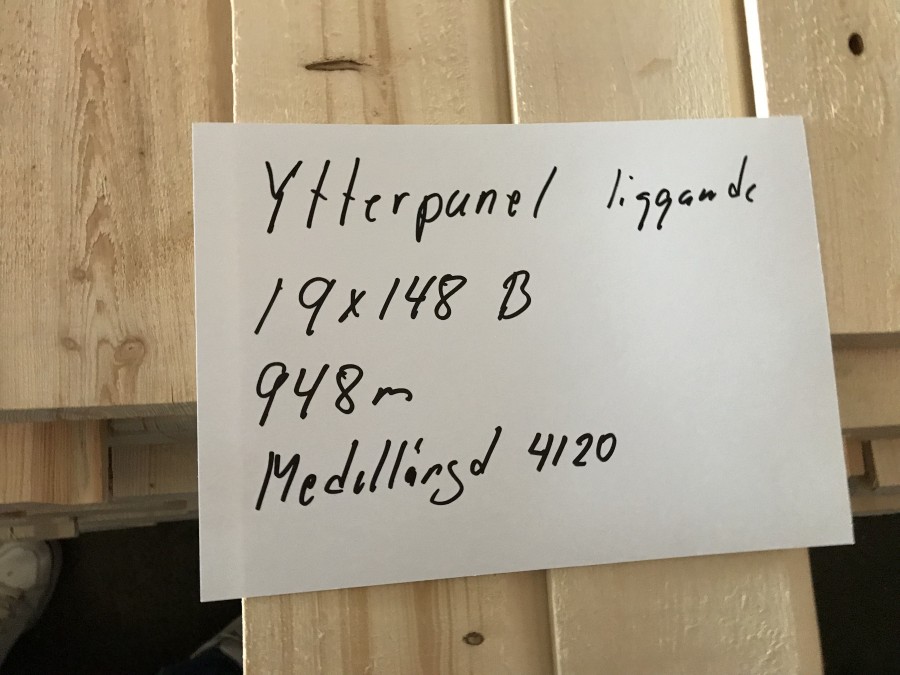 Ytterpanel liggande
19x148 B
948m
Medellängd 4120